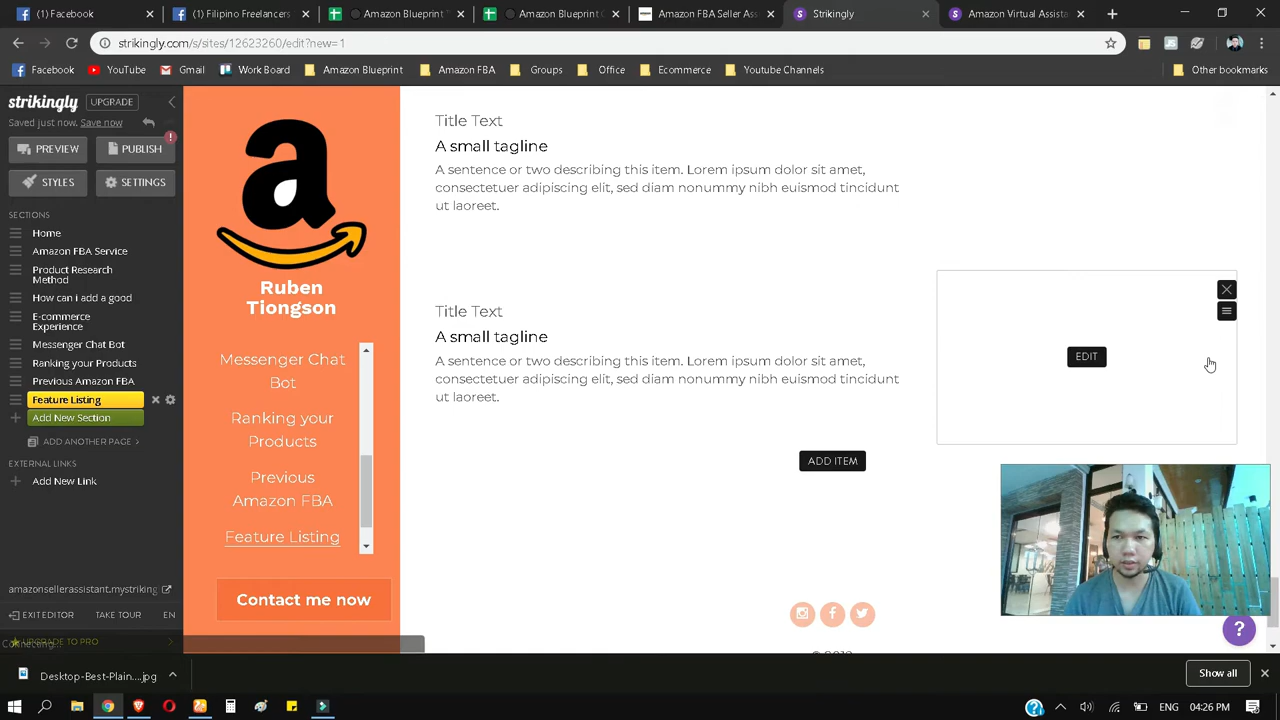 (1) Facebook
(1) Filipino Freelancers
Amazon Blueprint
Amazon Blueprint C
Amazon FBA Seller Ass
Strikingly
Amazon Virtual Assista
strikingly.com/s/sites/12623260/edit?new=1
Facebook
YouTube
Gmail
Work Board
Amazon Blueprint
Amazon FBA
Groups
Office
Ecommerce
Youtube Channels
Other bookmarks
strikingly
UPGRADE
Saved just now. Save now
PREVIEW
PUBLISH
!
STYLES
SETTINGS
SECTIONS
Home
Amazon FBA Service
Product Research
Method
How can i add a good
E-commerce
Experience
Messenger Chat Bot
Ranking your Products
Previous Amazon FBA
Feature Listing
Add New Section
ADD ANOTHER PAGE
EXTERNAL LINKS
Add New Link
amazonsellerassistant.mystriking
EXIT EDITOR
TAKE TOUR
EN
UPGRADE TO PRO
Connecting...
Ruben
Tiongson
Messenger Chat
Bot
Ranking your
Products
Previous
Amazon FBA
Feature Listing
Contact me now
Title Text
A small tagline
A sentence or two describing this item. Lorem ipsum dolor sit amet,
consectetuer adipiscing elit, sed diam nonummy nibh euismod tincidunt
ut laoreet.
Title Text
A small tagline
A sentence or two describing this item. Lorem ipsum dolor sit amet,
consectetuer adipiscing elit, sed diam nonummy nibh euismod tincidunt
ut laoreet.
EDIT
ADD ITEM
?
Desktop-Best-Plain....jpg
Show all
ENG
04:26 PM